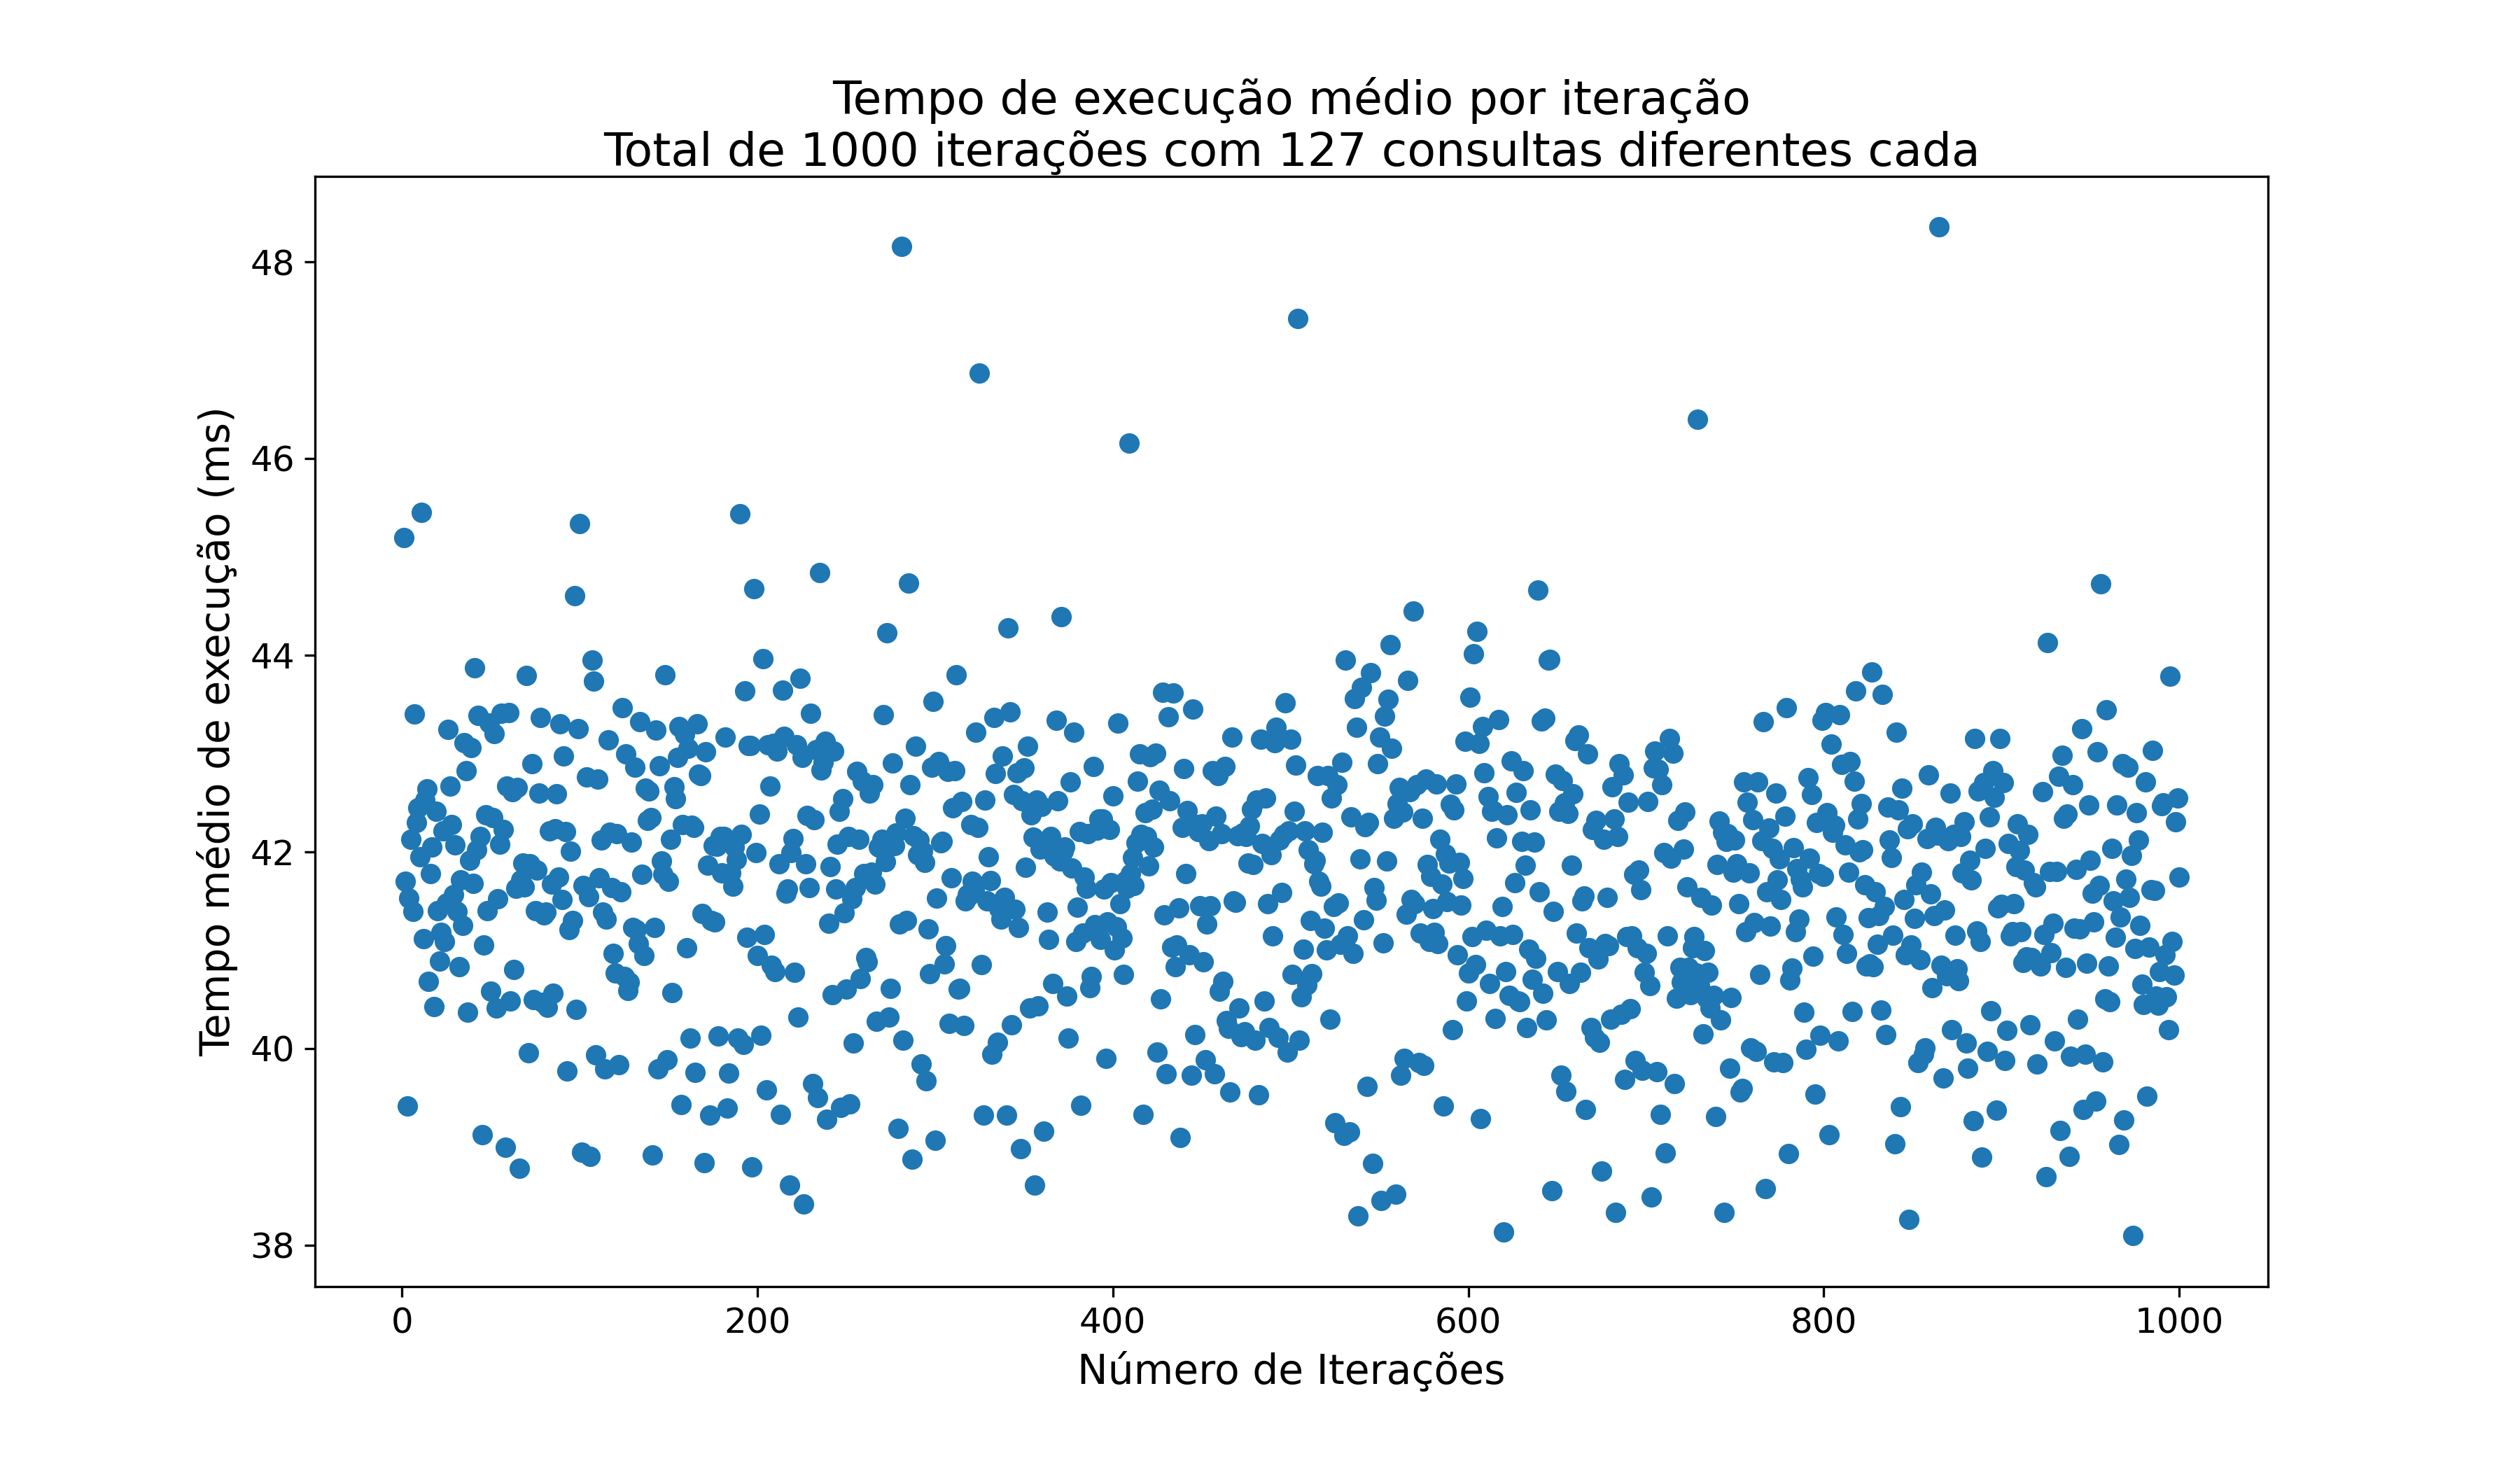 Tempo de execução médio por iteração
Total de 1000 iterações com 127 consultas diferentes cada
Tempo médio de execução (ms)
48
46
44
42
40
38
0 200 400 600 800 1000
Número de Iterações